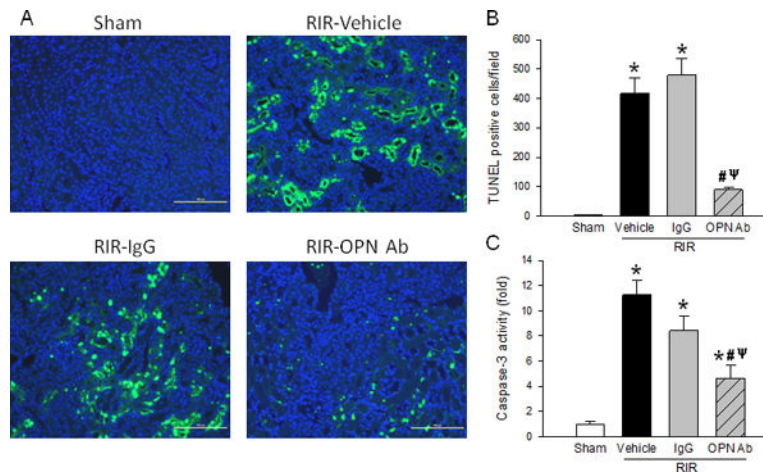 A
Sham
RIR-Vehicle
RIR-IgG
RIR-OPN Ab
B
TUNEL positive cells/field
600
500
400
300
200
100
0
*
*
#Ψ
Sham Vehicle IgG OPN Ab
RIR
C
Caspase-3 activity (fold)
14
12
10
8
6
4
2
0
*
*
*#Ψ
Sham Vehicle IgG OPN Ab
RIR